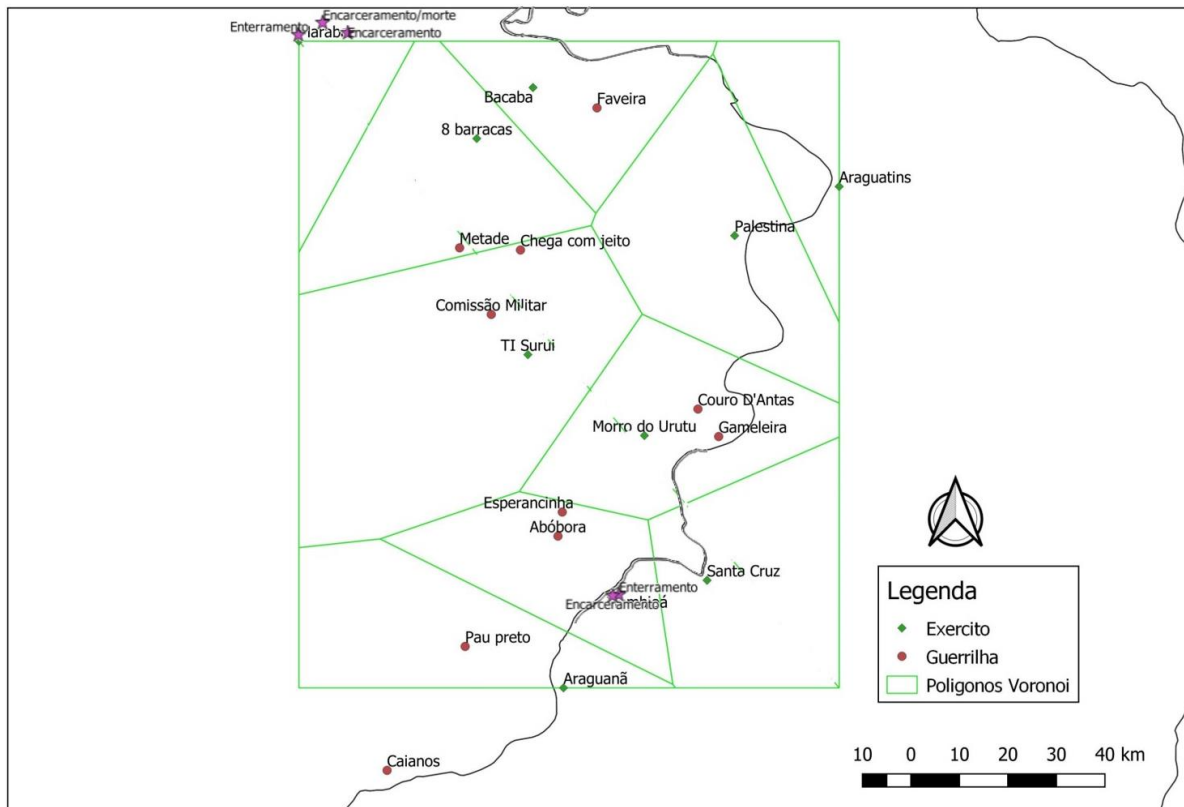 Encarceramento/morte
Enterramento
Encarceramento
Bacaba
Faveira
8 barracas
Araguatins
Palestina
Metade
Chega com jeito
Comissão Militar
TI Surui
Couro D'Antas
Morro do Urutu
Gameleira
Esperancinha
Abóbora
Santa Cruz
Enterramento
Encarceramento
Pau preto
Araguanã
Caianos
Legenda
Exercito
Guerrilha
Poligonos Voronoi
10 0 10 20 30 40 km